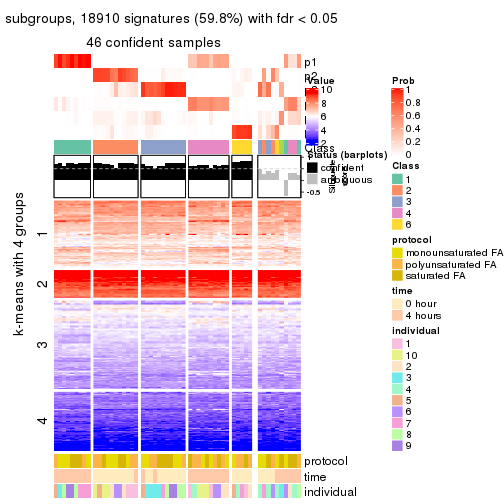 subgroups, 18910 signatures (59.8%) with fdr < 0.05
46 confident samples
p1
p2
Class
k-means with 4 groups
1
2
3
4
protocol
time
individual
Value
10
8
6
4
2
Status (barplots)
confident
ambiguous
-0.5
Prob
1
0.8
0.6
0.4
0.2
0
Class
1
2
3
4
6
protocol
monounsaturated FA
polyunsaturated FA
saturated FA
time
0 hour
4 hours
individual
1
10
2
3
4
5
6
7
8
9